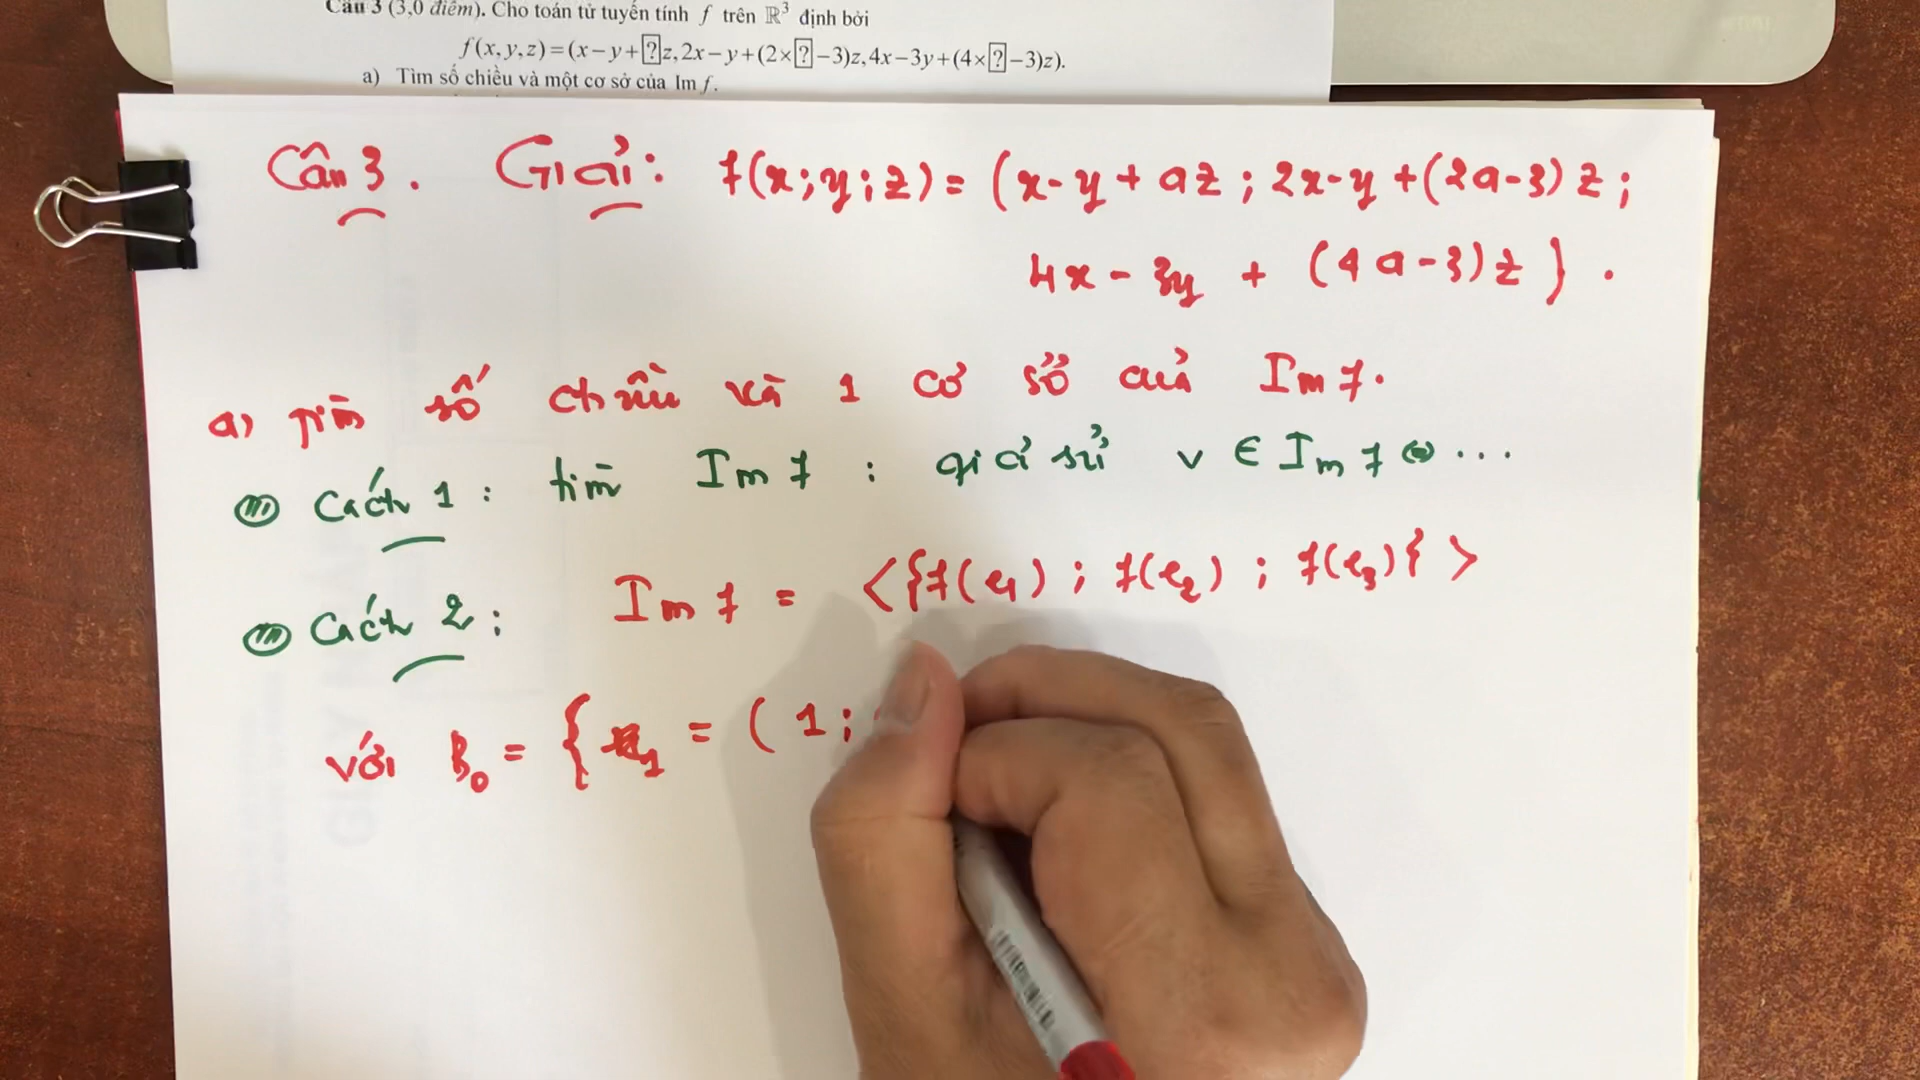 Câu 3 (3,0 điểm). Cho toán tử tuyến tính f trên ℝ³ định bởi
f(x,y,z)=(x−y+?z,2x−y+(2×?−3)z,4x−3y+(4×?−3)z).
a) Tìm số chiều và một cơ sở của Im f.
Câu 3. Giải: f(x;y;z)=(x-y+az;2x-y+(2a-3)z;
4x-3y+(4a-3)z).
a) Tìm số chiều và 1 cơ sở của Im f.
Cách 1: tìm Im f: giả sử v∈Im f⇔...
Cách 2: Im f = <{f(e₁);f(e₂);f(e₃)}>
với B₀={e₁=(1;